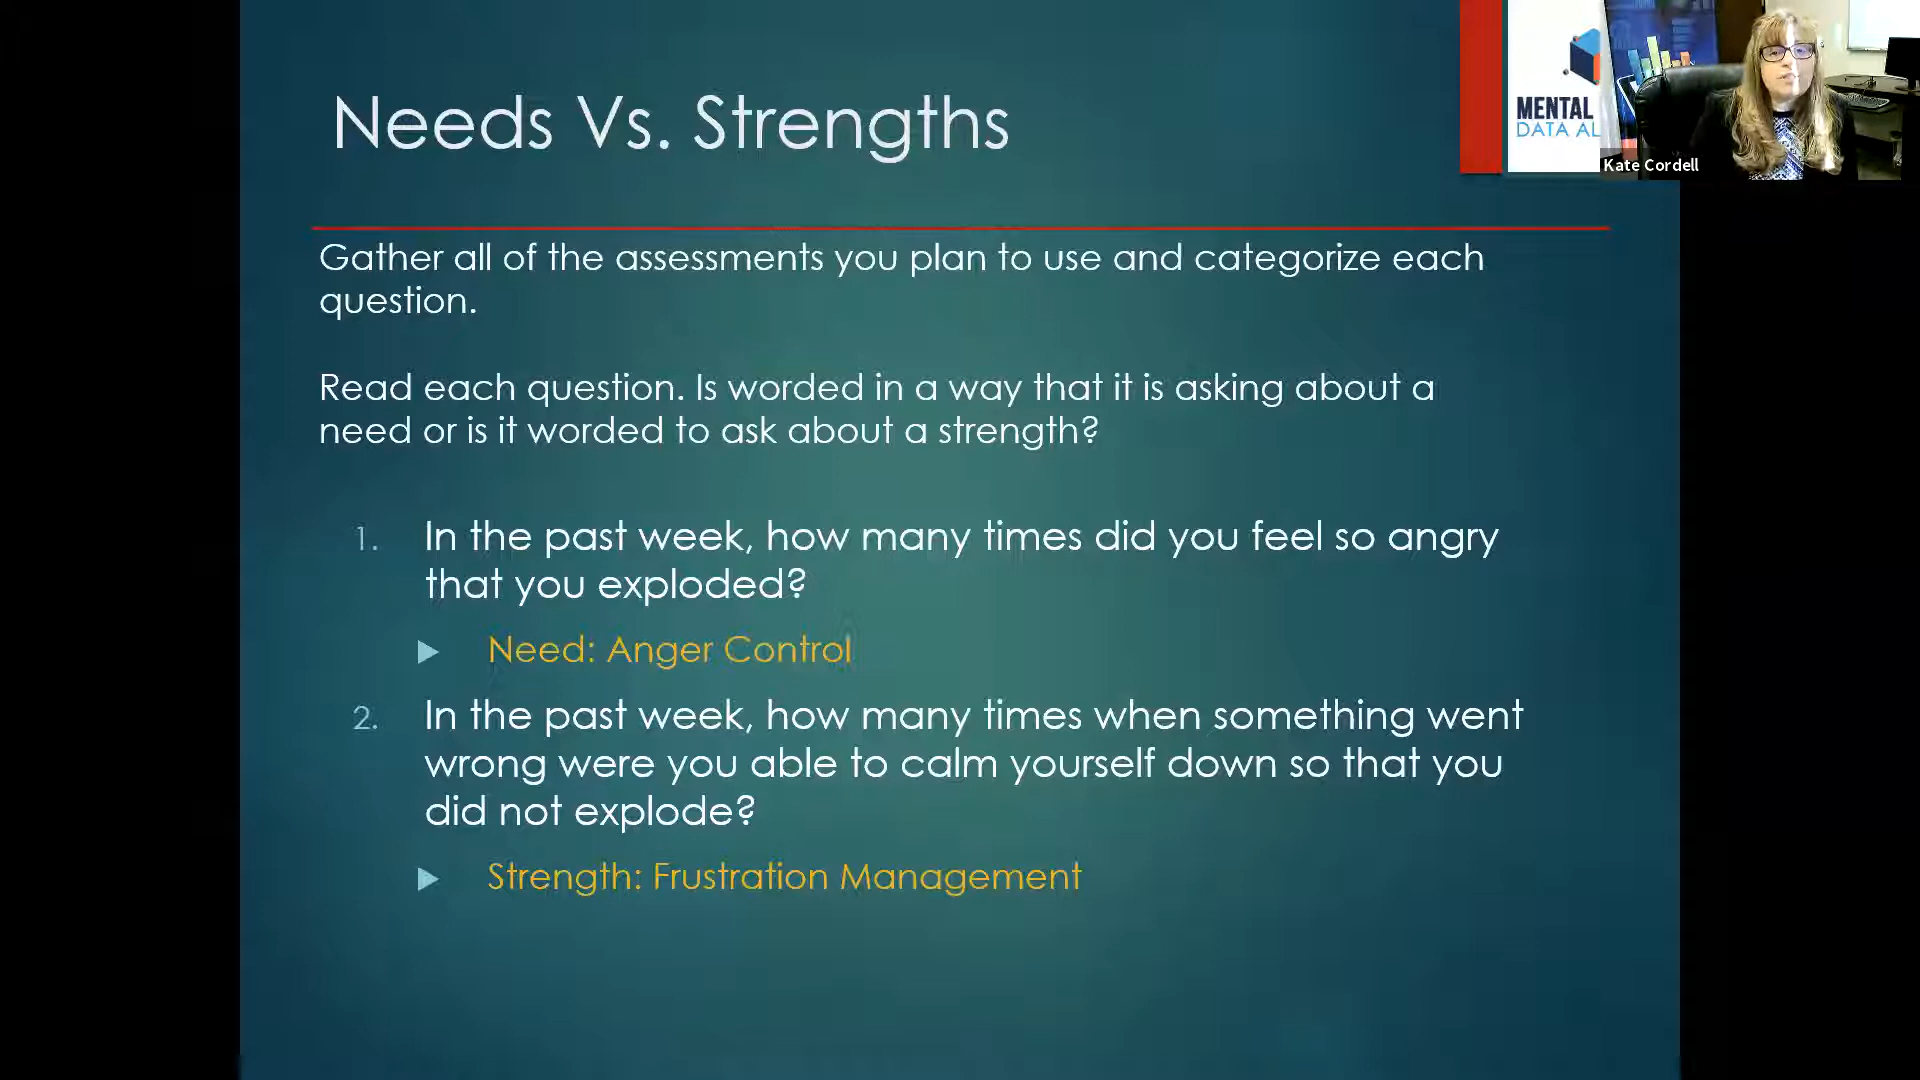 Needs Vs. Strengths
MENTAL
DATA AL
Kate Cordell
Gather all of the assessments you plan to use and categorize each
question.
Read each question. Is worded in a way that it is asking about a
need or is it worded to ask about a strength?
1. In the past week, how many times did you feel so angry
that you exploded?
Need: Anger Control
2. In the past week, how many times when something went
wrong were you able to calm yourself down so that you
did not explode?
Strength: Frustration Management